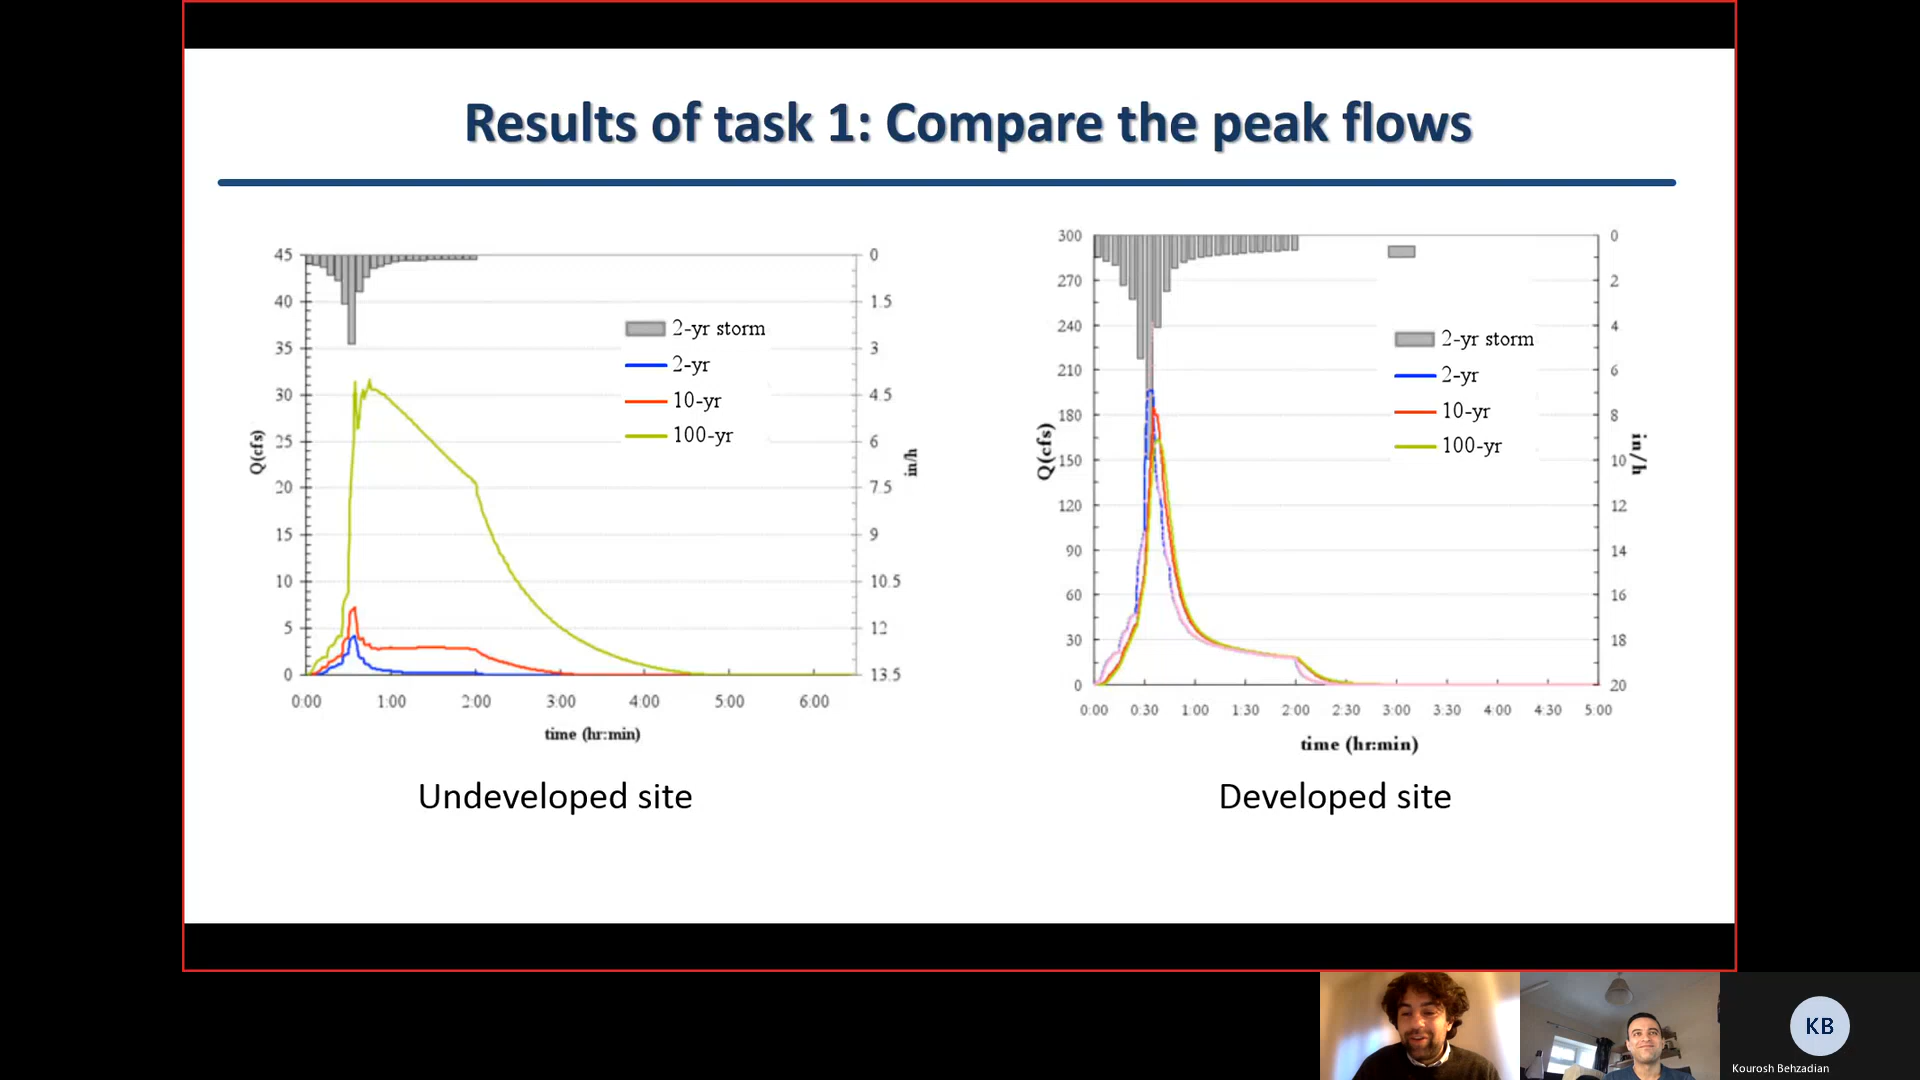 Results of task 1: Compare the peak flows
45
40
35
30
25
20
15
10
5
0
Q(cfs)
0
1.5
3
4.5
6
7.5
9
10.5
12
13.5
in/h
2-yr storm
2-yr
10-yr
100-yr
0:00 1:00 2:00 3:00 4:00 5:00 6:00
time (hr:min)
Undeveloped site
300
270
240
210
180
150
120
90
60
30
0
Q(cfs)
0
2
4
6
8
10
12
14
16
18
20
in/h
2-yr storm
2-yr
10-yr
100-yr
0:00 0:30 1:00 1:30 2:00 2:30 3:00 3:30 4:00 4:30 5:00
time (hr:min)
Developed site
KB
Kourosh Behzadian